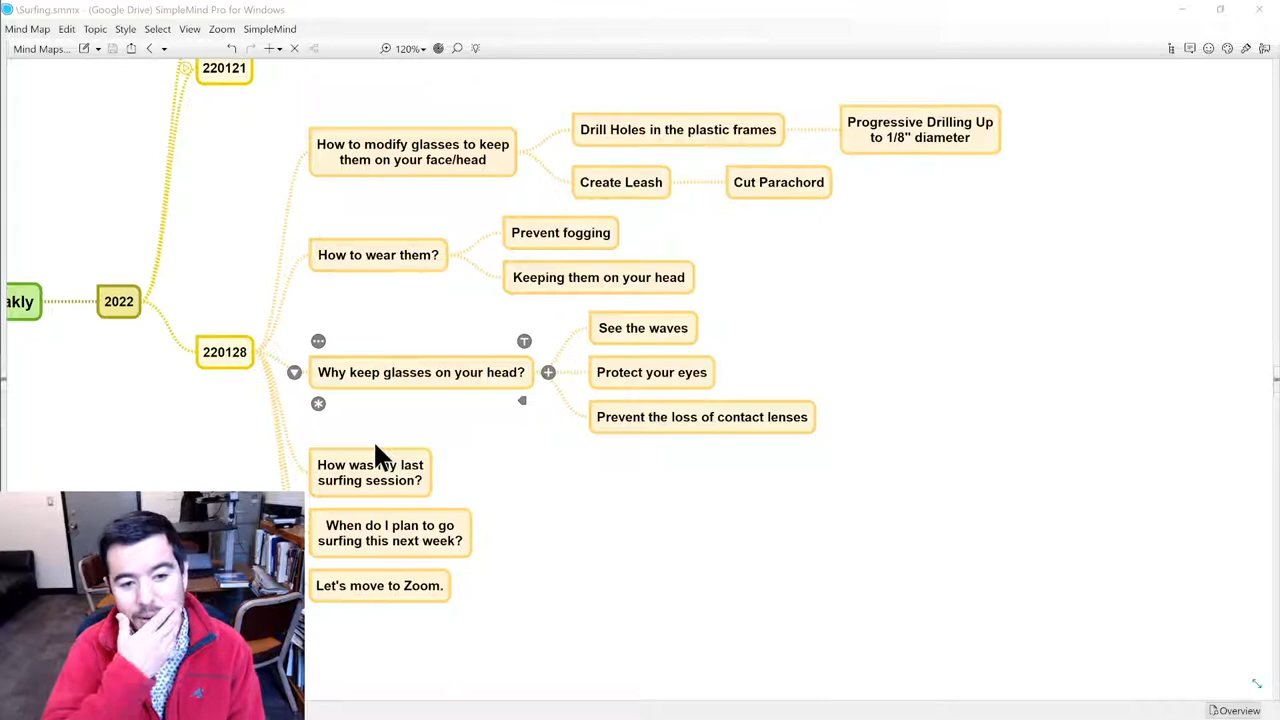 \Surfing.smmx - (Google Drive) SimpleMind Pro for Windows
Mind Map Edit Topic Style Select View Zoom SimpleMind
Mind Maps... 120%
220121
How to modify glasses to keep
them on your face/head
Drill Holes in the plastic frames
Progressive Drilling Up
to 1/8" diameter
Create Leash
Cut Parachord
How to wear them?
Prevent fogging
Keeping them on your head
akly
2022
220128
Why keep glasses on your head?
T
See the waves
Protect your eyes
Prevent the loss of contact lenses
How was my last
surfing session?
When do I plan to go
surfing this next week?
Let's move to Zoom.
Overview